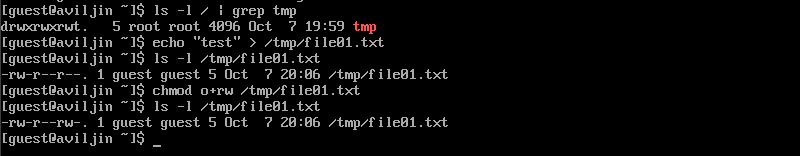 [guest@aviljin ~]$ ls -l / | grep tmp
drwxrwxrwt.   5 root root 4096 Oct  7 19:59 tmp
[guest@aviljin ~]$ echo "test" > /tmp/file01.txt
[guest@aviljin ~]$ ls -l /tmp/file01.txt
-rw-r--r--. 1 guest guest 5 Oct  7 20:06 /tmp/file01.txt
[guest@aviljin ~]$ chmod o+rw /tmp/file01.txt
[guest@aviljin ~]$ ls -l /tmp/file01.txt
-rw-r--rw-. 1 guest guest 5 Oct  7 20:06 /tmp/file01.txt
[guest@aviljin ~]$ _